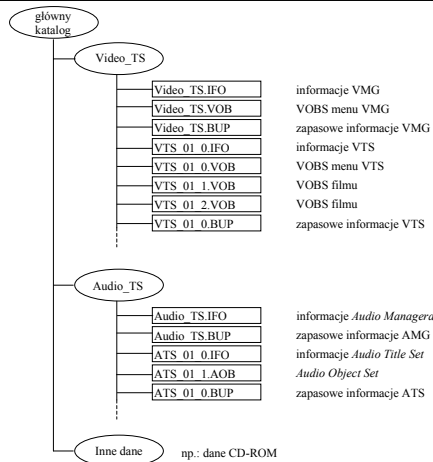 główny
katalog
Video_TS
Video_TS.IFO informacje VMG
Video_TS.VOB VOBS menu VMG
Video_TS.BUP zapasowe informacje VMG
VTS_01_0.IFO informacje VTS
VTS_01_0.VOB VOBS menu VTS
VTS_01_1.VOB VOBS filmu
VTS_01_2.VOB VOBS filmu
VTS_01_0.BUP zapasowe informacje VTS
Audio_TS
Audio_TS.IFO informacje Audio Managera
Audio_TS.BUP zapasowe informacje AMG
ATS_01_0.IFO informacje Audio Title Set
ATS_01_1.AOB Audio Object Set
ATS_01_0.BUP zapasowe informacje ATS
Inne dane np.: dane CD-ROM